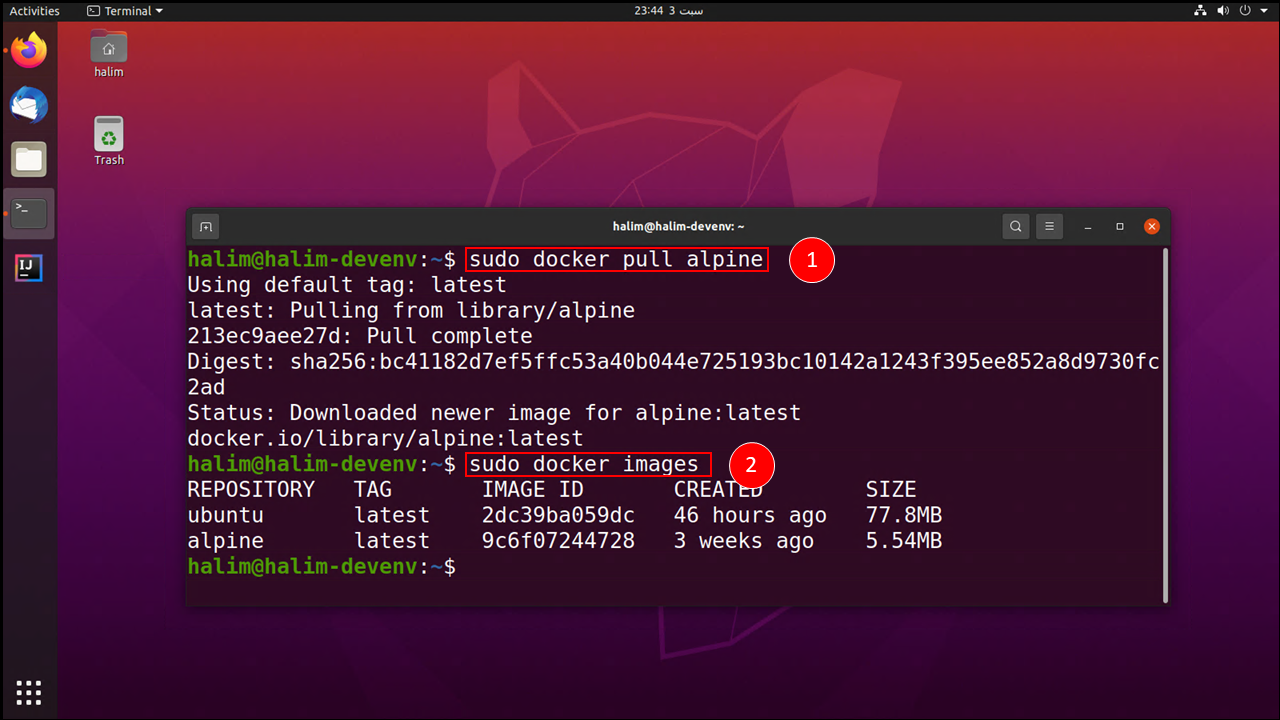 Activities
Terminal
سبت 3 23:44
halim
Trash
IJ
halim@halim-devenv: ~
halim@halim-devenv:~$ sudo docker pull alpine 1
Using default tag: latest
latest: Pulling from library/alpine
213ec9aee27d: Pull complete
Digest: sha256:bc41182d7ef5ffc53a40b044e725193bc10142a1243f395ee852a8d9730fc
2ad
Status: Downloaded newer image for alpine:latest
docker.io/library/alpine:latest
halim@halim-devenv:~$ sudo docker images 2
REPOSITORY TAG IMAGE ID CREATED SIZE
ubuntu latest 2dc39ba059dc 46 hours ago 77.8MB
alpine latest 9c6f07244728 3 weeks ago 5.54MB
halim@halim-devenv:~$